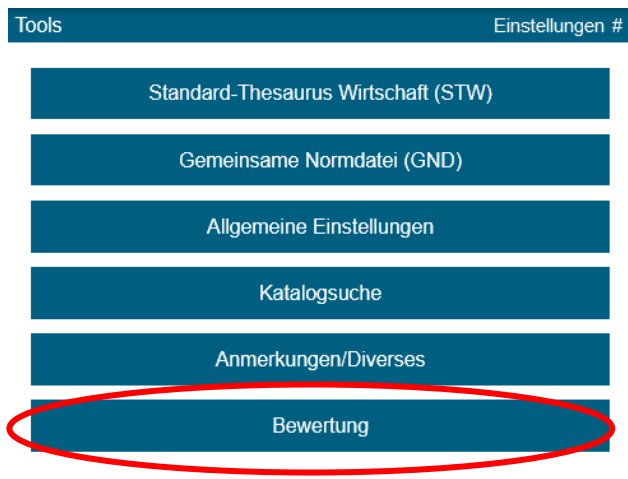 Tools Einstellungen #
Standard-Thesaurus Wirtschaft (STW)
Gemeinsame Normdatei (GND)
Allgemeine Einstellungen
Katalogsuche
Anmerkungen/Diverses
Bewertung